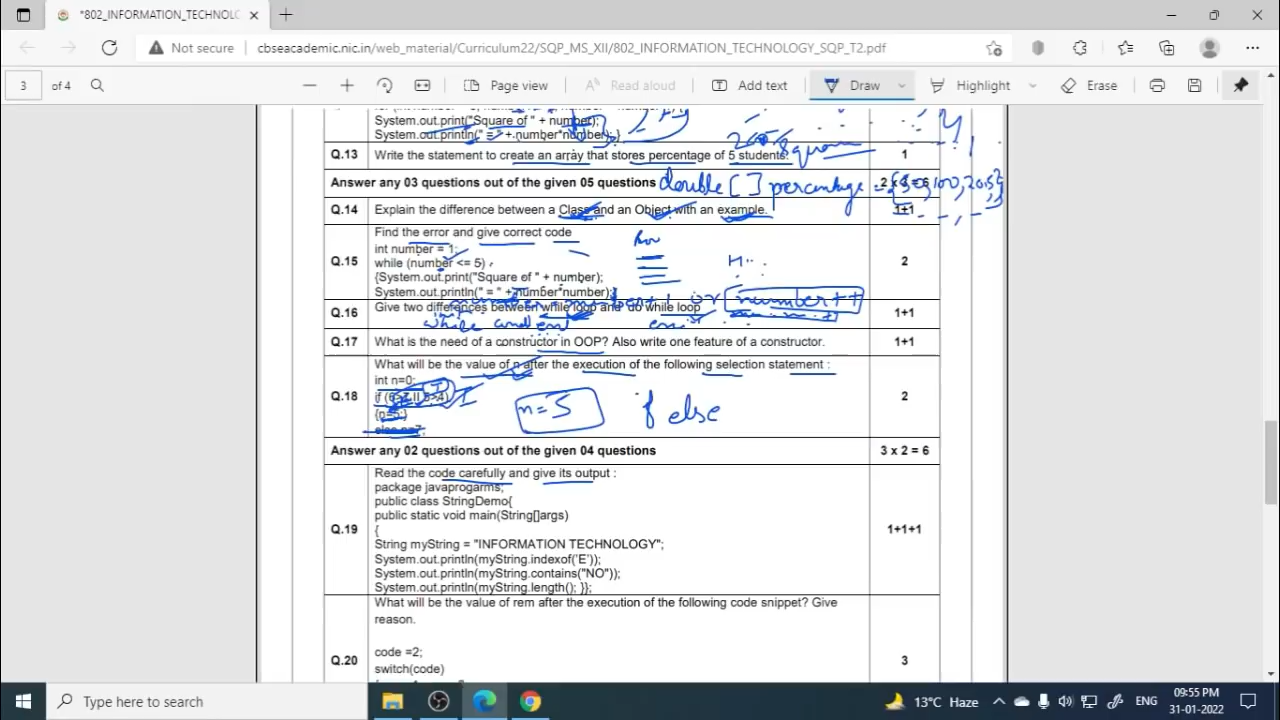 *802_INFORMATION_TECHNOLO
Not secure
cbseacademic.nic.in/web_material/Curriculum22/SQP_MS_XII/802_INFORMATION_TECHNOLOGY_SQP_T2.pdf
3 of 4
Page view
Read aloud
Add text
Draw
Highlight
Erase
System.out.print("Square of " + number);
System.out.println(" = " + number*number); }
Square
Q.13 Write the statement to create an array that stores percentage of 5 students. 1
Answer any 03 questions out of the given 05 questions
double [ ] percentage =
Q.14 Explain the difference between a Class and an Object with an example. 1+1
Find the error and give correct code
int number = 1;
while (number <= 5)
Q.15 2
{System.out.print("Square of " + number);
System.out.println(" = " + number*number);
or number++
Q.16 Give two differences between while loop and do while loop 1+1
Q.17 What is the need of a constructor in OOP? Also write one feature of a constructor. 1+1
What will be the value of n after the execution of the following selection statement :
int n=0;
Q.18 2
{n=5;}
else n=7;
n=5
if else
Answer any 02 questions out of the given 04 questions 3 x 2 = 6
Read the code carefully and give its output :
package javaprogarms;
public class StringDemo{
public static void main(String[]args)
Q.19 1+1+1
{
String myString = "INFORMATION TECHNOLOGY";
System.out.println(myString.indexof('E'));
System.out.println(myString.contains("NO"));
System.out.println(myString.length(); }};
What will be the value of rem after the execution of the following code snippet? Give
reason.
code =2;
Q.20 3
switch(code)
Type here to search
13°C Haze
ENG
09:55 PM
31-01-2022